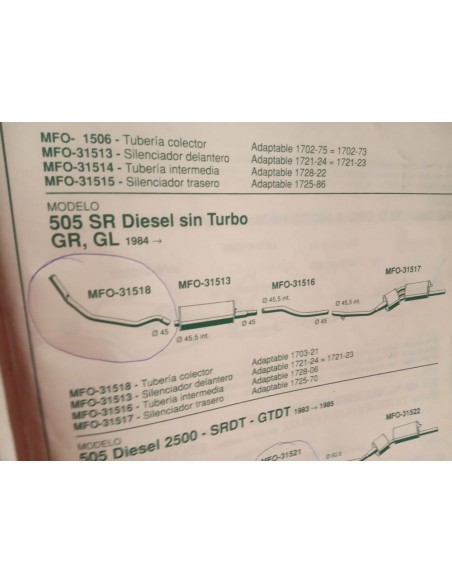 MFO- 1506 - Tubería colector
MFO-31513 - Silenciador delantero
MFO-31514 - Tubería intermedia
MFO-31515 - Silenciador trasero
Adaptable 1702-75 = 1702-73
Adaptable 1721-24 = 1721-23
Adaptable 1728-22
Adaptable 1725-86
MODELO
505 SR Diesel sin Turbo
GR, GL 1984 →
MFO-31518
MFO-31513
MFO-31516
MFO-31517
Ø 45,5 int.
Ø 45,5 int.
Ø 45
Ø 45,5 int.
Ø 45
Ø 45
MFO-31518 - Tubería colector
MFO-31513 - Silenciador delantero
MFO-31516 - Tubería intermedia
MFO-31517 - Silenciador trasero
Adaptable 1703-21
Adaptable 1721-24 = 1721-23
Adaptable 1728-06
Adaptable 1725-70
MODELO
505 Diesel 2500 - SRDT - GTDT 1983 → 1985
MFO-31521
MFO-31522